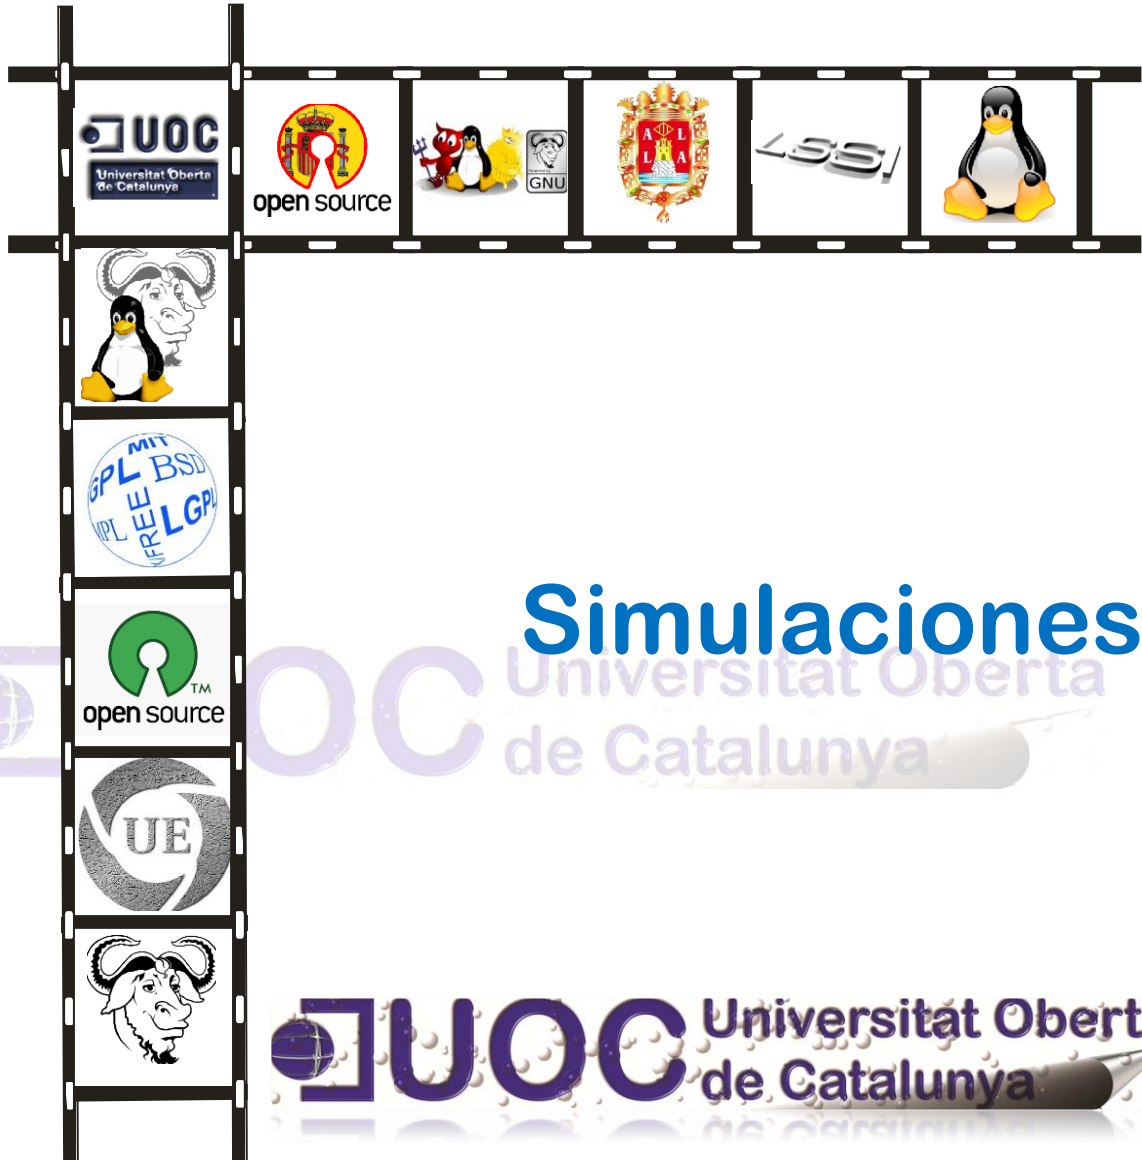 UOC
Universitat Oberta
de Catalunya
open source
GNU
A L
L A
LSSI
MIT
GPL BSD
MPL FREE LGPL
Simulaciones
UOC Universitat Oberta
de Catalunya
TM
open source
UE
UOC Universitat Obert
de Catalunya